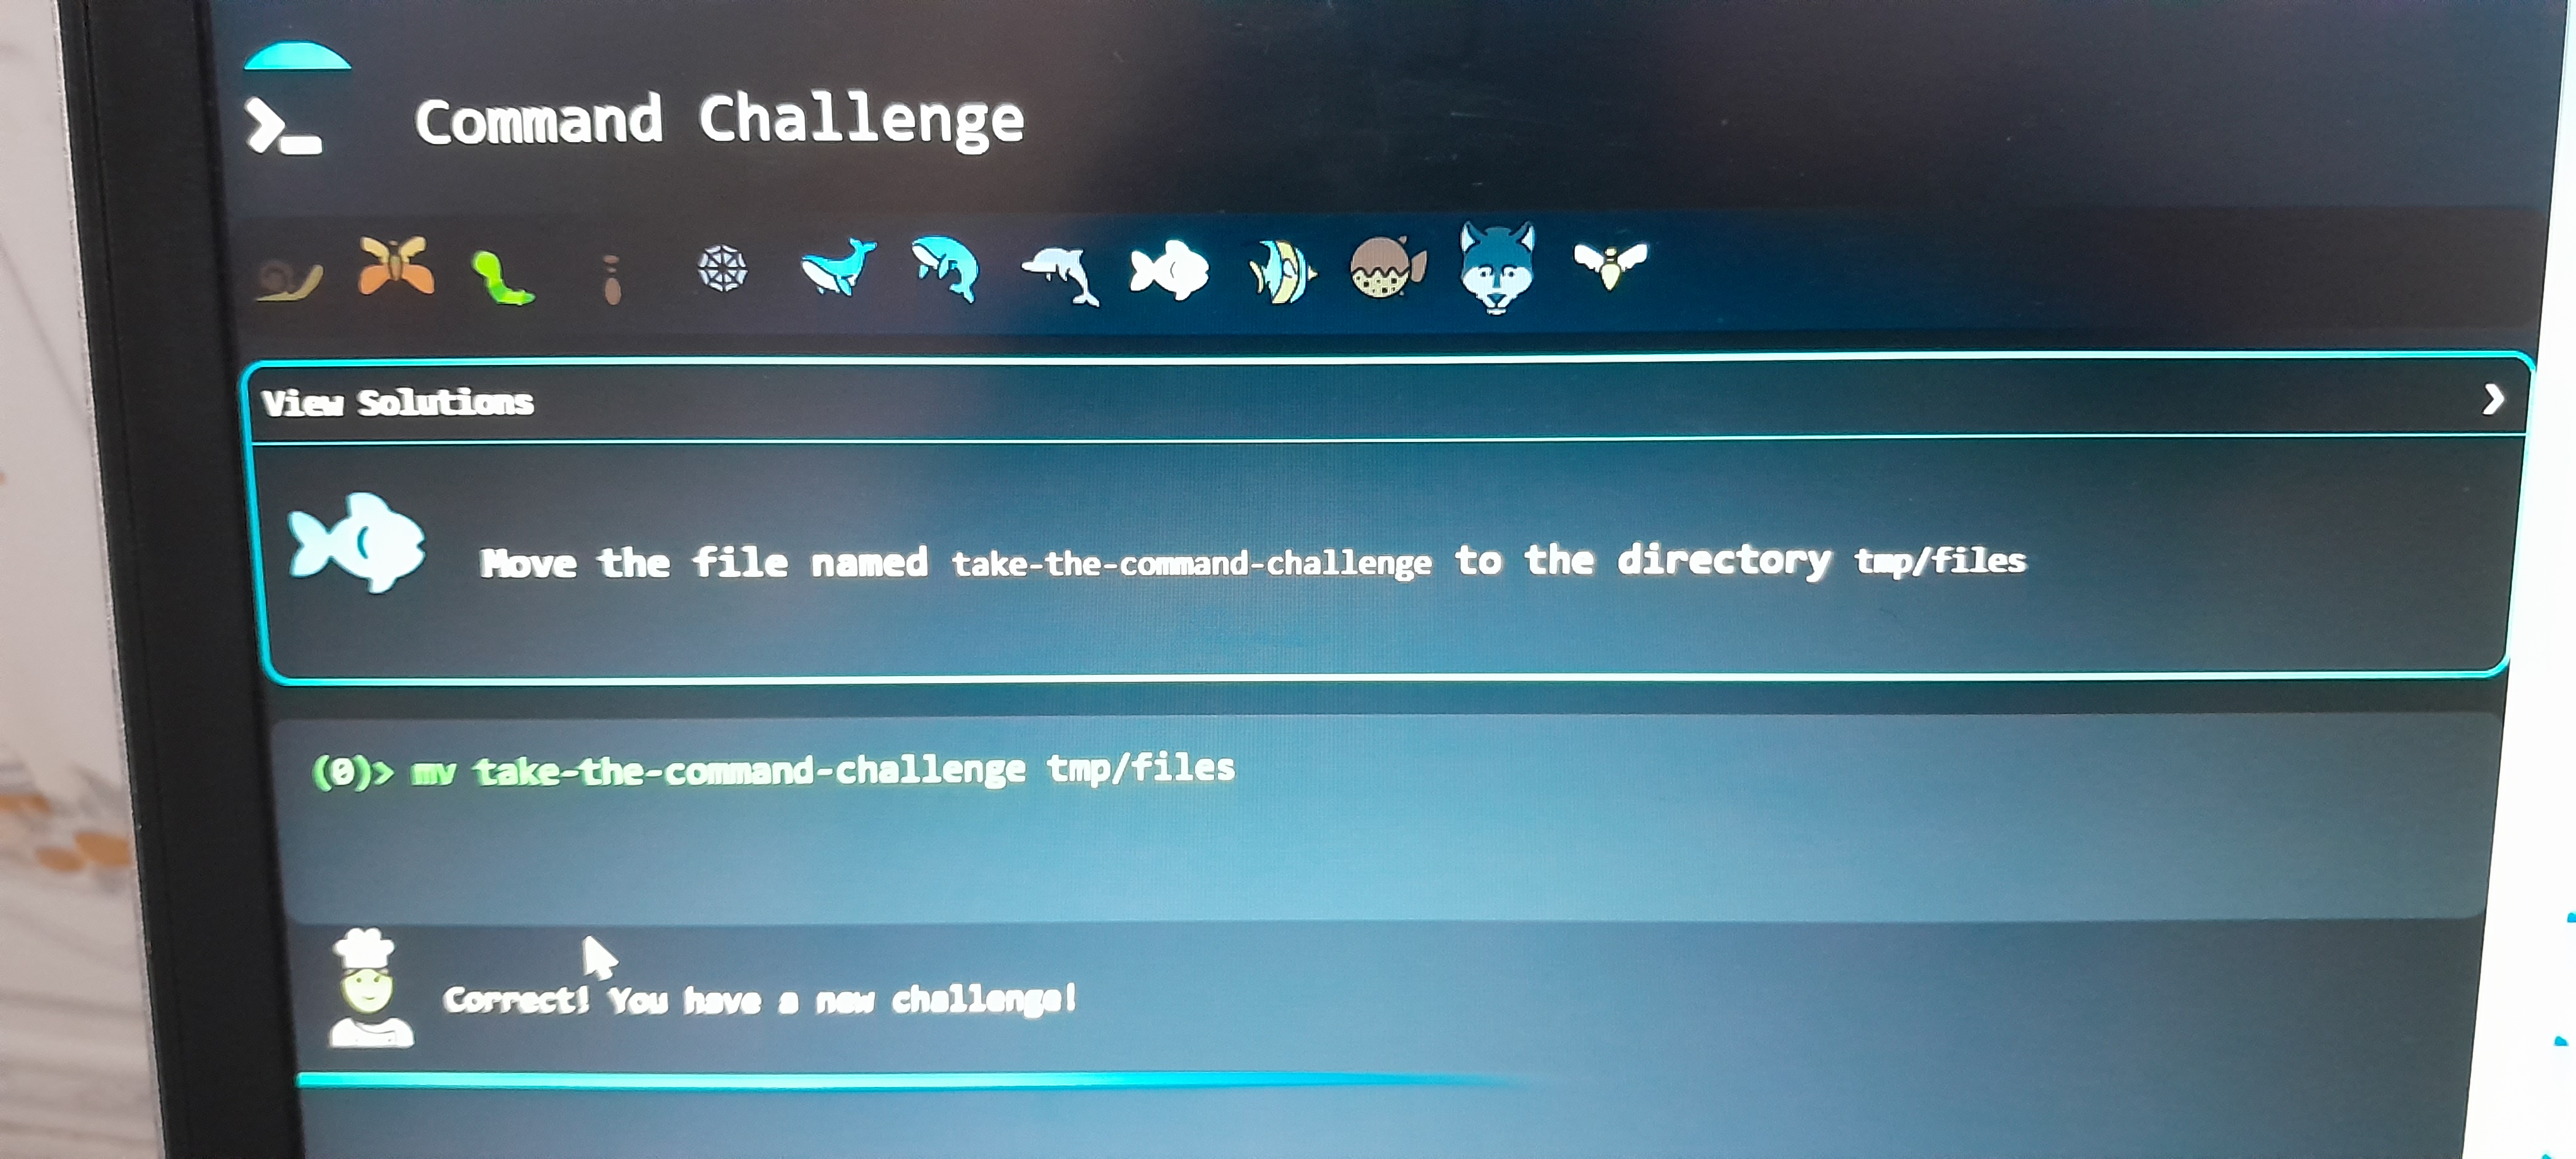 >_ Command Challenge
View Solutions
Move the file named take-the-command-challenge to the directory tmp/files
(0)> mv take-the-command-challenge tmp/files
Correct! You have a new challenge!